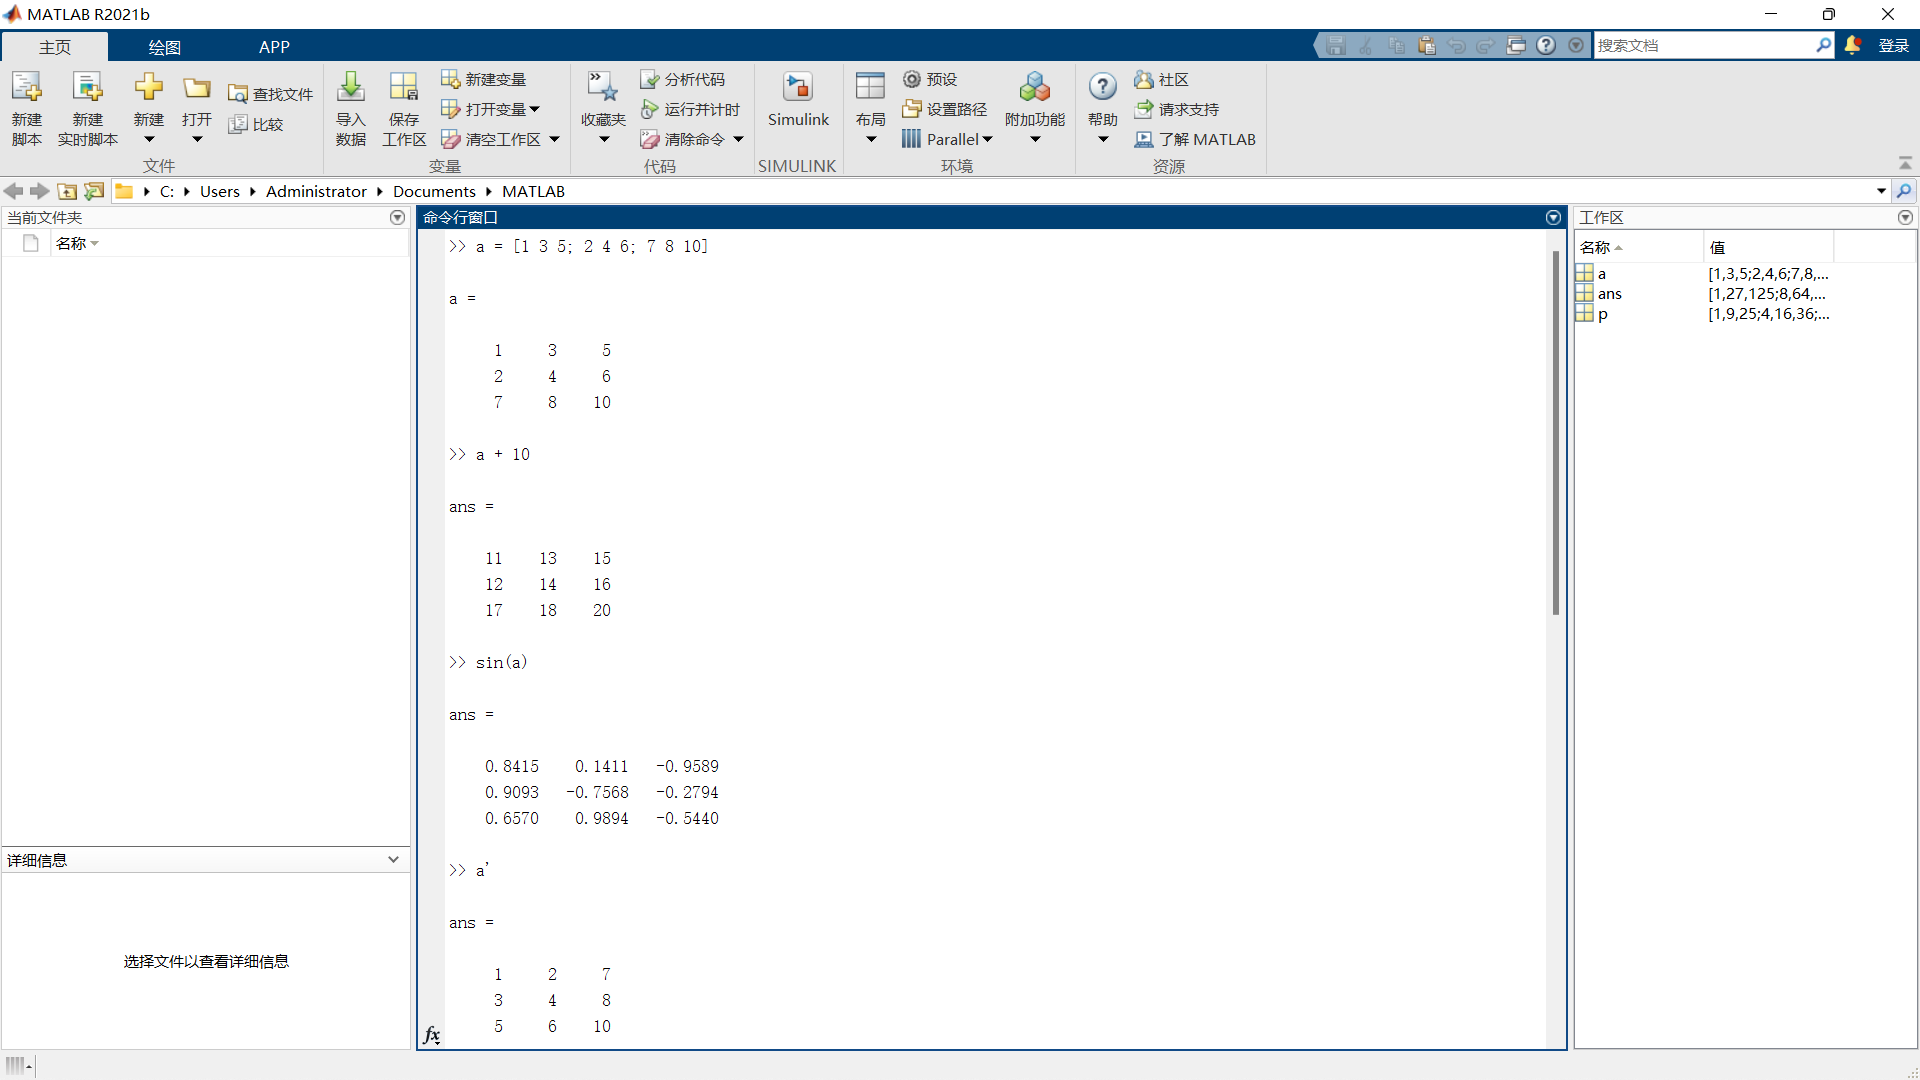 MATLAB R2021b
主页 绘图 APP
搜索文档
登录
新建
脚本
新建
实时脚本
新建
打开
查找文件
比较
文件
导入
数据
保存
工作区
新建变量
打开变量
清空工作区
变量
收藏夹
分析代码
运行并计时
清除命令
代码
Simulink
SIMULINK
布局
预设
设置路径
Parallel
附加功能
环境
帮助
社区
请求支持
了解 MATLAB
资源
C: Users Administrator Documents MATLAB
当前文件夹
名称
详细信息
选择文件以查看详细信息
命令行窗口
>> a = [1 3 5; 2 4 6; 7 8 10]
a =
1 3 5
2 4 6
7 8 10
>> a + 10
ans =
11 13 15
12 14 16
17 18 20
>> sin(a)
ans =
0.8415 0.1411 -0.9589
0.9093 -0.7568 -0.2794
0.6570 0.9894 -0.5440
>> a'
ans =
1 2 7
3 4 8
5 6 10
fx
工作区
名称 值
a [1,3,5;2,4,6;7,8,...
ans [1,27,125;8,64,...
p [1,9,25;4,16,36;...